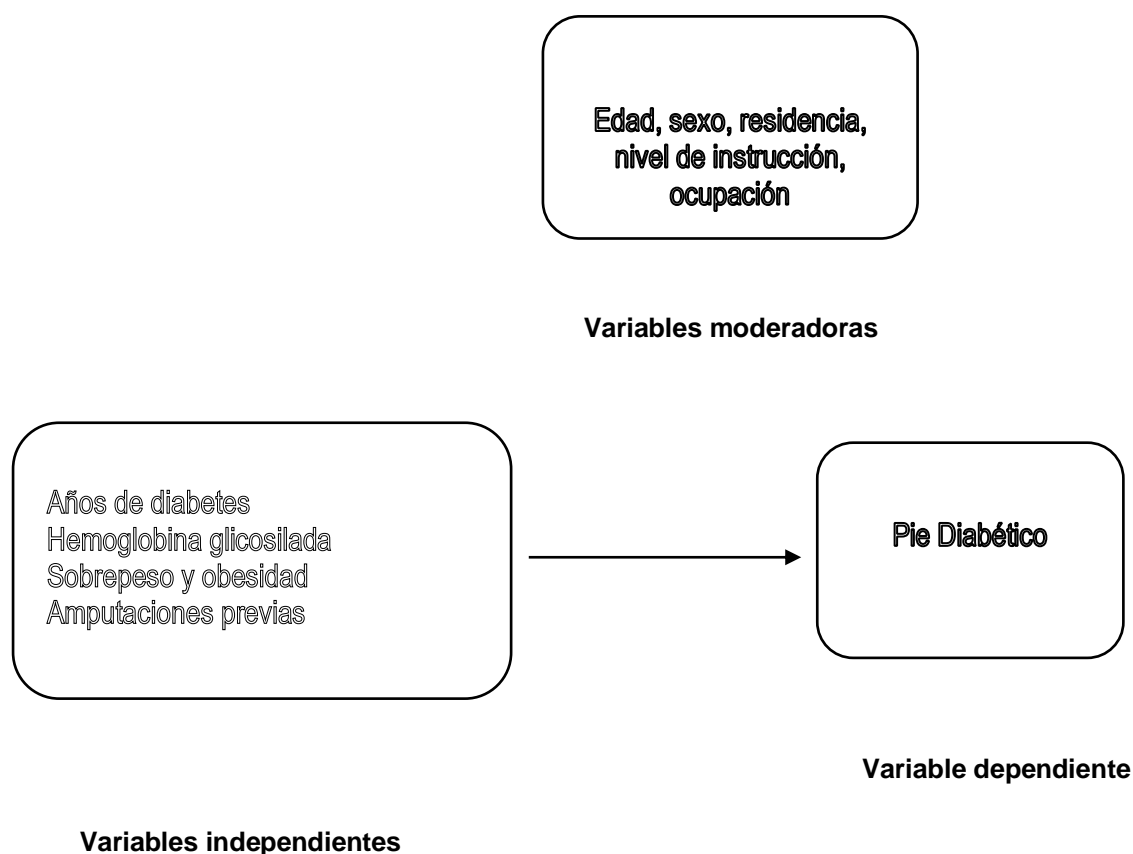 Edad, sexo, residencia,
nivel de instrucción,
ocupación
Variables moderadoras
Años de diabetes
Hemoglobina glicosilada
Sobrepeso y obesidad
Amputaciones previas
Pie Diabético
Variable dependiente
Variables independientes